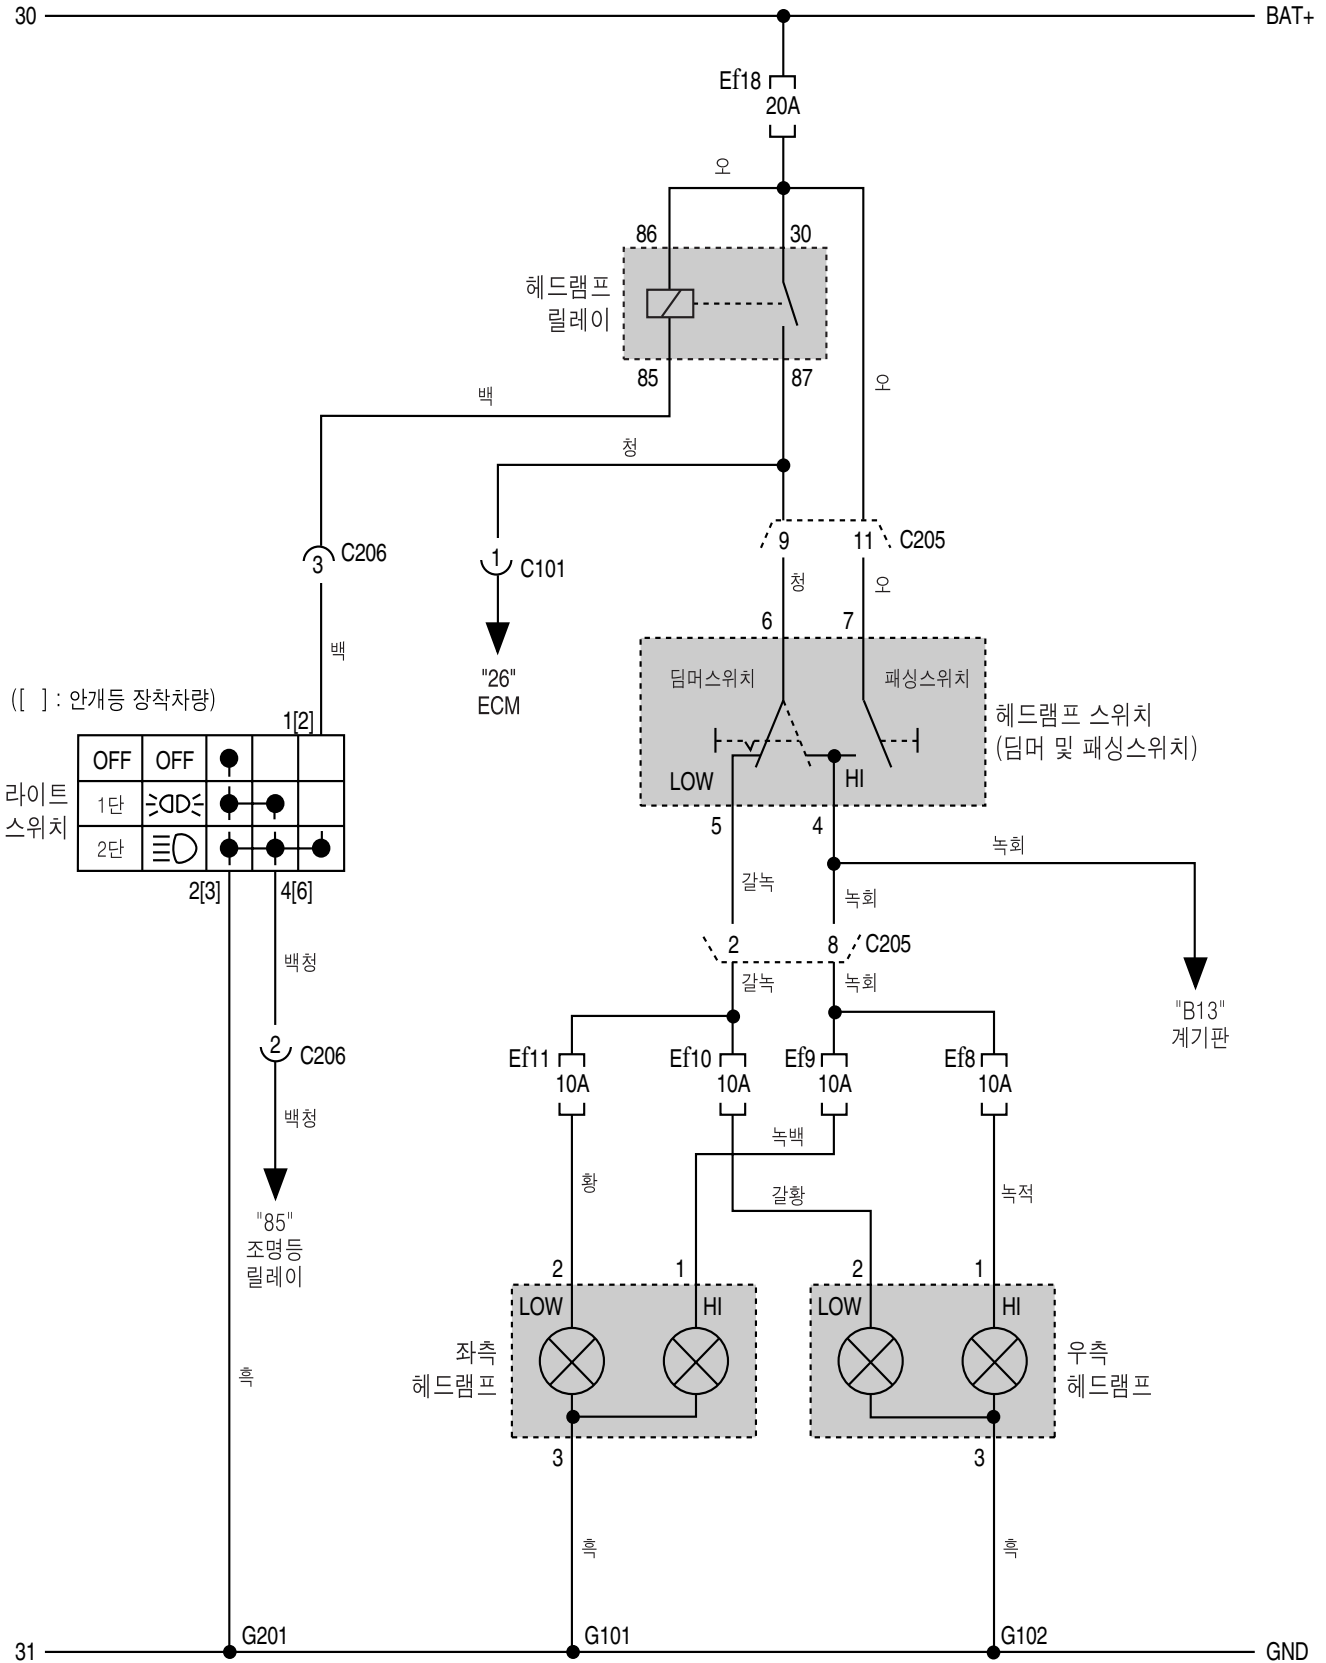 30
BAT+
Ef18
20A
오
86
30
헤드램프
릴레이
85
87
백
오
청
C206
3
1
C101
9
11
C205
청
오
백
6
7
"26"
ECM
딤머스위치
패싱스위치
헤드램프 스위치
(딤머 및 패싱스위치)
LOW
HI
([ ] : 안개등 장착차량)
1[2]
OFF
OFF
라이트
스위치
1단
2단
5
4
녹회
2[3]
4[6]
갈녹
녹회
백청
2
8
C205
갈녹
녹회
"B13"
계기판
2
C206
Ef11
10A
Ef10
10A
Ef9
10A
Ef8
10A
백청
녹백
황
갈황
녹적
"85"
조명등
릴레이
2
1
2
1
LOW
HI
LOW
HI
좌측
헤드램프
우측
헤드램프
흑
3
3
흑
흑
31
G201
G101
G102
GND